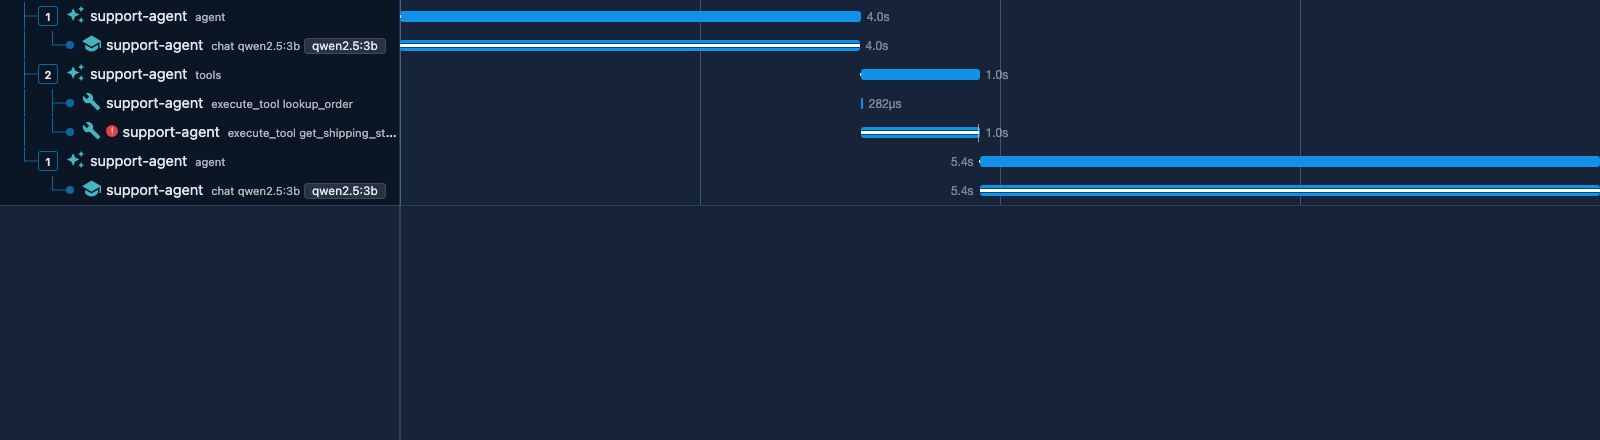 1 support-agent agent 4.0s
support-agent chat qwen2.5:3b qwen2.5:3b 4.0s
2 support-agent tools 1.0s
support-agent execute_tool lookup_order 282µs
support-agent execute_tool get_shipping_st... 1.0s
1 support-agent agent 5.4s
support-agent chat qwen2.5:3b qwen2.5:3b 5.4s